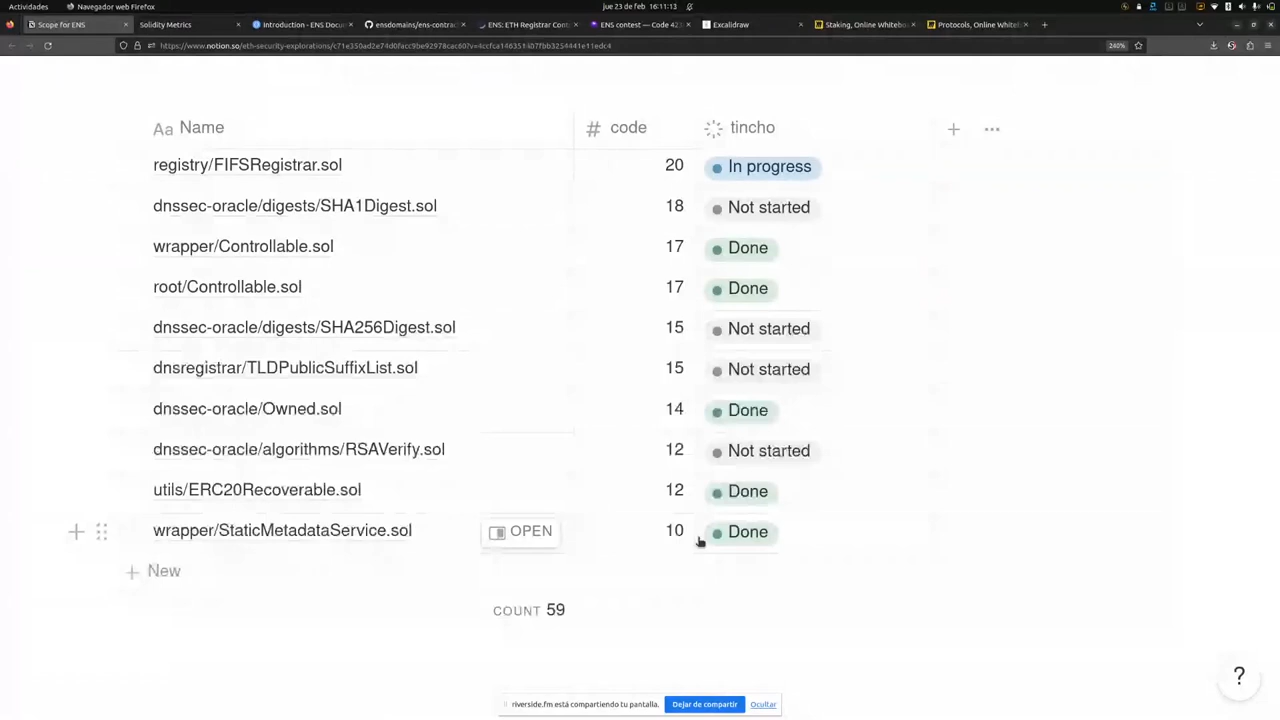 Actividades Navegador web Firefox jue 23 de feb 16:11:13
Scope for ENS Solidity Metrics Introduction - ENS Docu ensdomains/ens-contrac ENS: ETH Registrar Cont ENS contest — Code 423 Excalidraw Staking, Online Whitebo Protocols, Online Whitebo
240%
Aa Name # code tincho
registry/FIFSRegistrar.sol 20 In progress
dnssec-oracle/digests/SHA1Digest.sol 18 Not started
wrapper/Controllable.sol 17 Done
root/Controllable.sol 17 Done
dnssec-oracle/digests/SHA256Digest.sol 15 Not started
dnsregistrar/TLDPublicSuffixList.sol 15 Not started
dnssec-oracle/Owned.sol 14 Done
dnssec-oracle/algorithms/RSAVerify.sol 12 Not started
utils/ERC20Recoverable.sol 12 Done
wrapper/StaticMetadataService.sol OPEN 10 Done
+ New
COUNT 59
?
riverside.fm está compartiendo tu pantalla. Dejar de compartir Ocultar